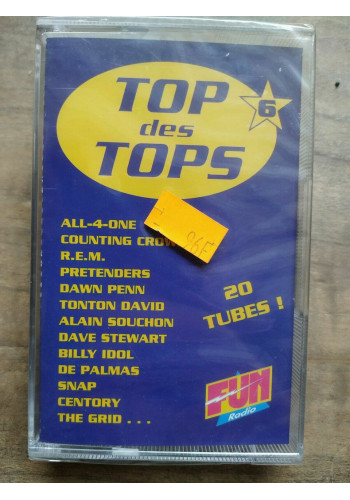 TOP
6
des
TOPS
ALL-4-ONE
COUNTING CROW
R.E.M.
PRETENDERS
DAWN PENN
TONTON DAVID
ALAIN SOUCHON
DAVE STEWART
BILLY IDOL
DE PALMAS
SNAP
CENTORY
THE GRID . . .
20
TUBES !
FUN
Radio